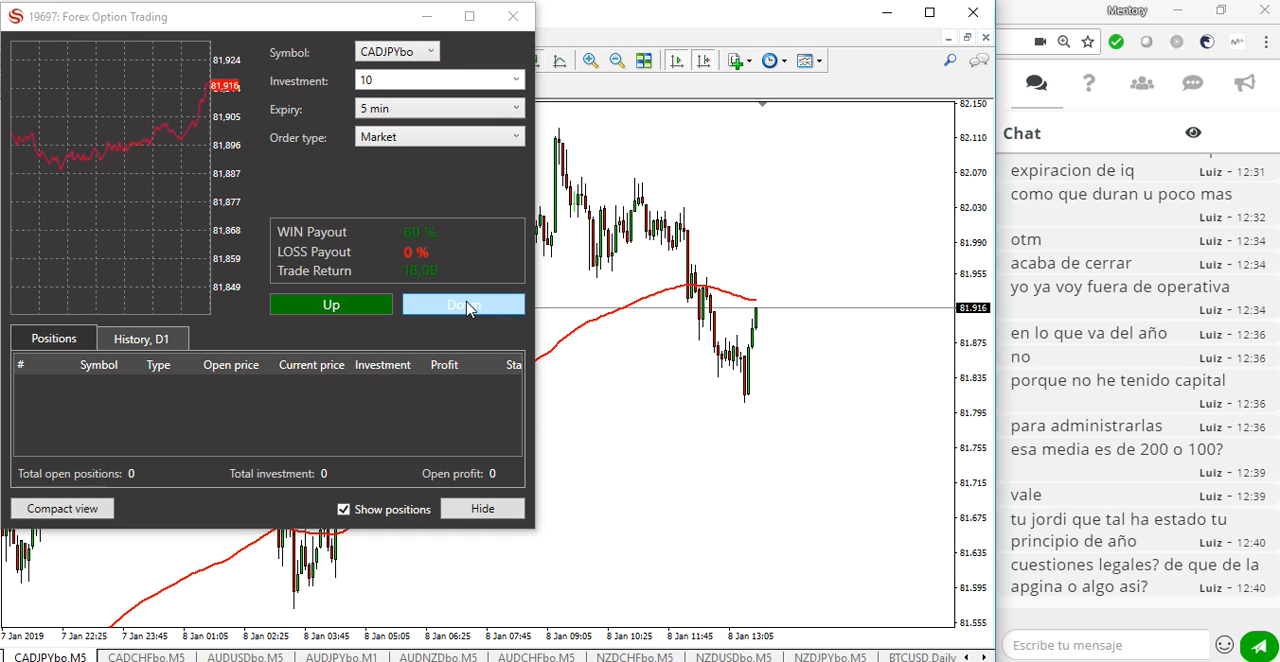 19697: Forex Option Trading
81,924
81,916
81,905
81,896
81,887
81,877
81,868
81,859
81,849
Symbol: CADJPYbo
Investment: 10
Expiry: 5 min
Order type: Market
WIN Payout 80 %
LOSS Payout 0 %
Trade Return 18,00
Up Down
Positions History, D1
# Symbol Type Open price Current price Investment Profit Sta
Total open positions: 0 Total investment: 0 Open profit: 0
Compact view Show positions Hide
82.150
82.110
82.070
82.030
81.990
81.955
81.916
81.875
81.835
81.795
81.755
81.715
81.675
81.635
81.595
81.555
7 Jan 2019 7 Jan 22:25 7 Jan 23:45 8 Jan 01:05 8 Jan 02:25 8 Jan 03:45 8 Jan 05:05 8 Jan 06:25 8 Jan 07:45 8 Jan 09:05 8 Jan 10:25 8 Jan 11:45 8 Jan 13:05
CADJPYbo,M5 CADCHFbo,M5 AUDUSDbo,M5 AUDJPYbo,M1 AUDNZDbo,M5 AUDCHFbo,M5 NZDCHFbo,M5 NZDUSDbo,M5 NZDJPYbo,M5 BTCUSD,Daily
Mentory
Chat
expiracion de iq Luiz - 12:31
como que duran u poco mas
Luiz - 12:32
otm Luiz - 12:34
acaba de cerrar Luiz - 12:34
yo ya voy fuera de operativa
Luiz - 12:34
en lo que va del año Luiz - 12:36
no Luiz - 12:36
porque no he tenido capital
Luiz - 12:36
para administrarlas Luiz - 12:36
esa media es de 200 o 100?
Luiz - 12:39
vale Luiz - 12:39
tu jordi que tal ha estado tu
principio de año Luiz - 12:40
cuestiones legales? de que de la
apgina o algo asi? Luiz - 12:40
Escribe tu mensaje